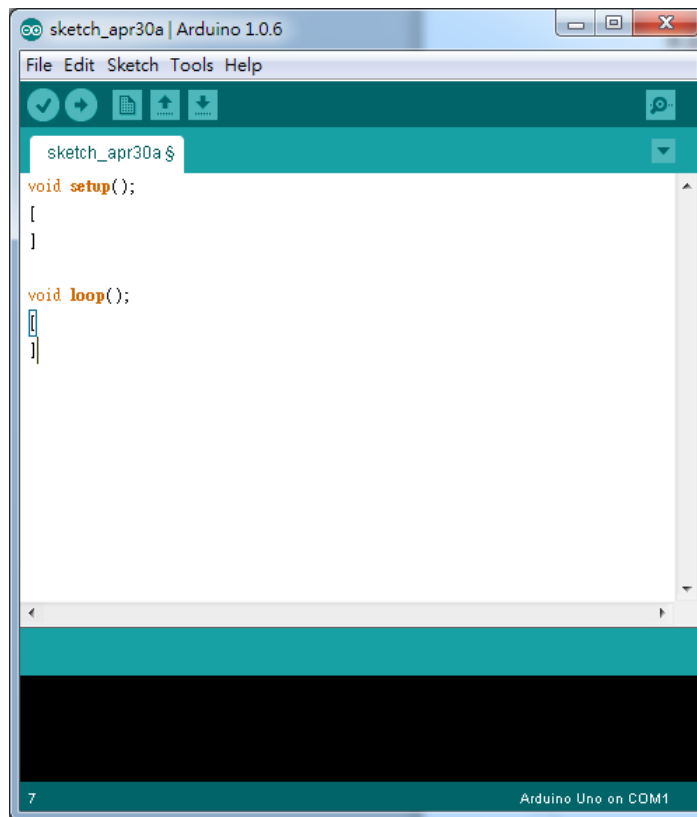 sketch_apr30a | Arduino 1.0.6
File Edit Sketch Tools Help
sketch_apr30a §
void setup();
[
]
void loop();
[
]
7 Arduino Uno on COM1